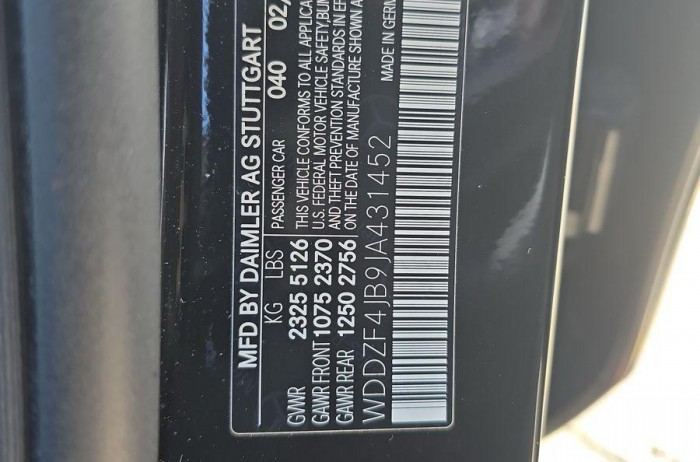 MFD BY DAIMLER AG STUTTGART
KG LBS PASSENGER CAR 040 02,
GVWR 2325 5126 THIS VEHICLE CONFORMS TO ALL APPLICA
GAWR FRONT 1075 2370 U.S. FEDERAL MOTOR VEHICLE SAFETY, BUM
GAWR REAR 1250 2756 AND THEFT PREVENTION STANDARDS IN EF
ON THE DATE OF MANUFACTURE SHOWN A
WDDZF4JB9JA431452 MADE IN GERM